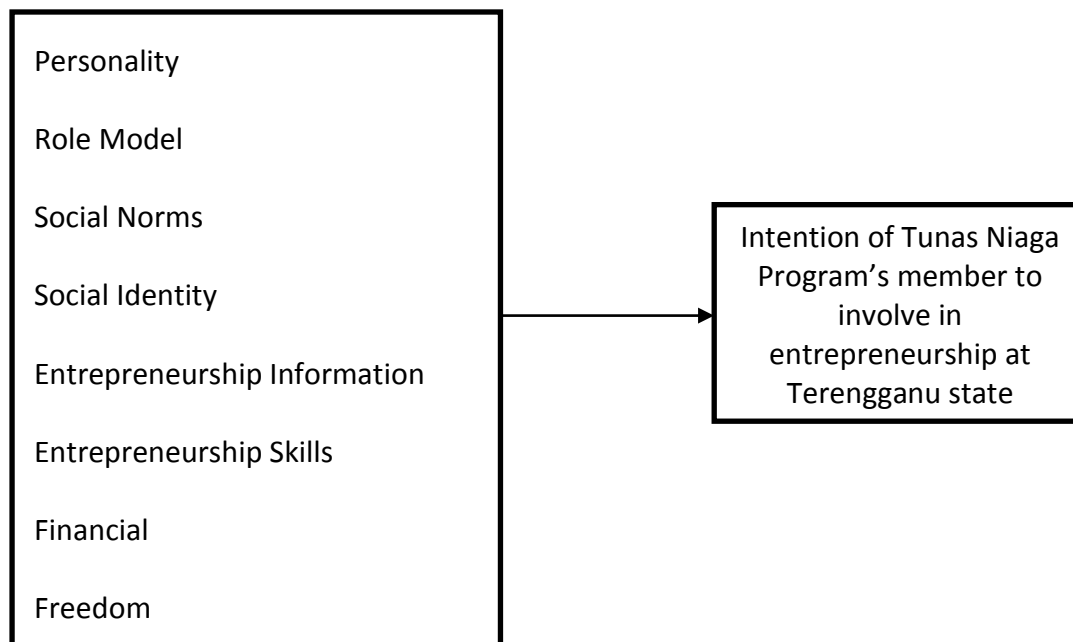 Personality
Role Model
Social Norms
Social Identity
Entrepreneurship Information
Entrepreneurship Skills
Financial
Freedom
Intention of Tunas Niaga
Program’s member to
involve in
entrepreneurship at
Terengganu state